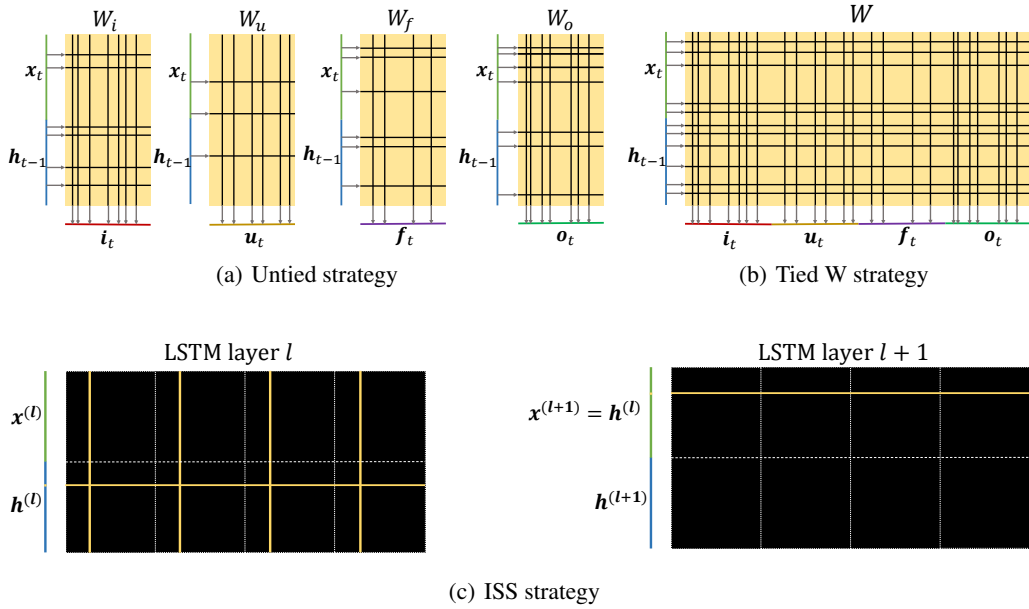 W_i W_u W_f W_o W
x_t x_t x_t x_t x_t
h_{t−1} h_{t−1} h_{t−1} h_{t−1} h_{t−1}
i_t u_t f_t o_t i_t u_t f_t o_t
(a) Untied strategy (b) Tied W strategy
LSTM layer l LSTM layer l + 1
x^{(l)} x^{(l+1)} = h^{(l)}
h^{(l)} h^{(l+1)}
(c) ISS strategy